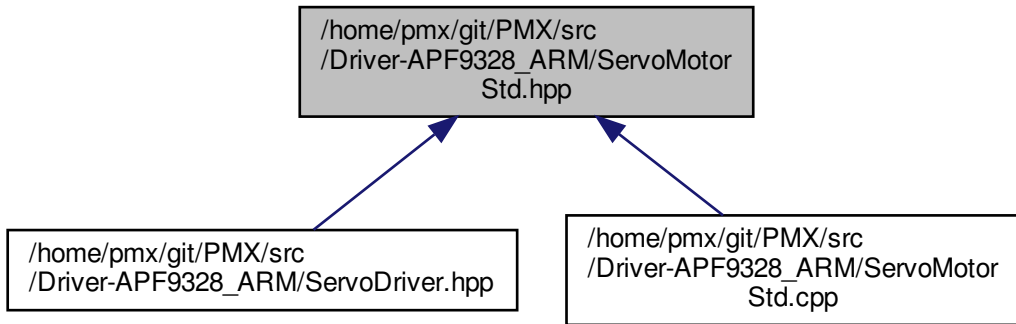 /home/pmx/git/PMX/src
/Driver-APF9328_ARM/ServoMotor
Std.hpp
/home/pmx/git/PMX/src
/Driver-APF9328_ARM/ServoDriver.hpp
/home/pmx/git/PMX/src
/Driver-APF9328_ARM/ServoMotor
Std.cpp